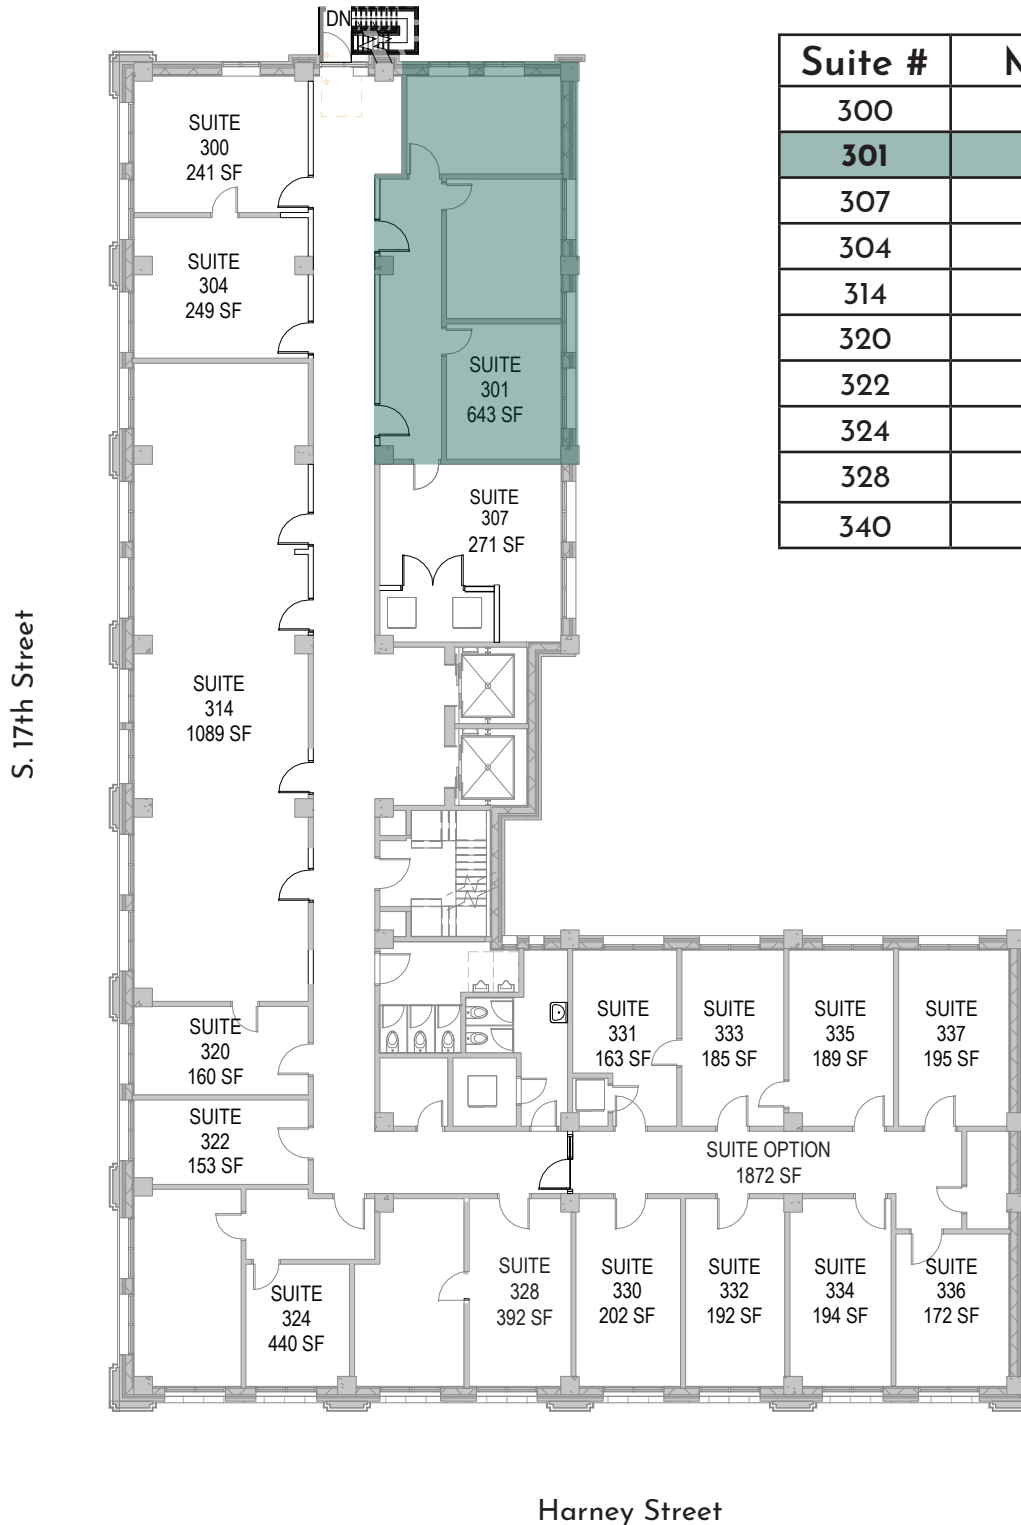 DN
Suite # N
300
301
307
304
314
320
322
324
328
340
SUITE
300
241 SF
SUITE
304
249 SF
SUITE
301
643 SF
SUITE
307
271 SF
S. 17th Street
SUITE
314
1089 SF
SUITE
320
160 SF
SUITE
322
153 SF
SUITE
331
163 SF
SUITE
333
185 SF
SUITE
335
189 SF
SUITE
337
195 SF
SUITE OPTION
1872 SF
SUITE
324
440 SF
SUITE
328
392 SF
SUITE
330
202 SF
SUITE
332
192 SF
SUITE
334
194 SF
SUITE
336
172 SF
Harney Street